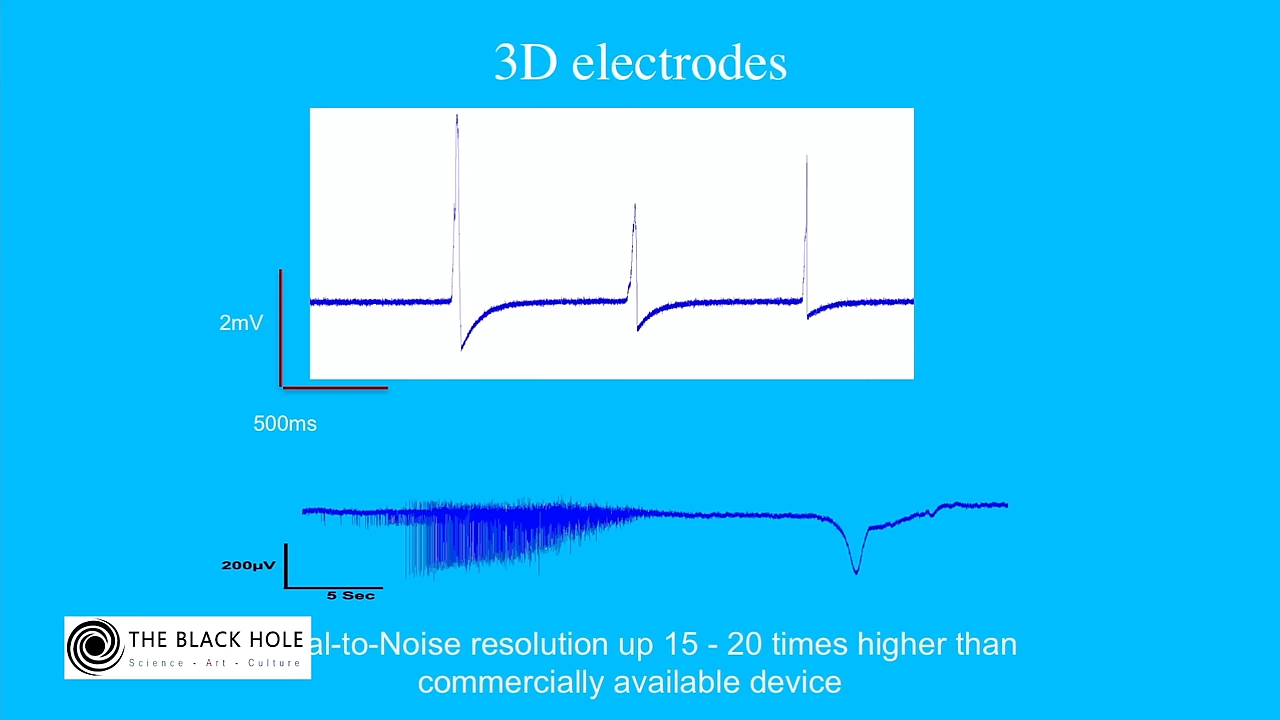 3D electrodes
2mV
500ms
200µV
5 Sec
THE BLACK HOLE
Science - Art - Culture
al-to-Noise resolution up 15 - 20 times higher than
commercially available device